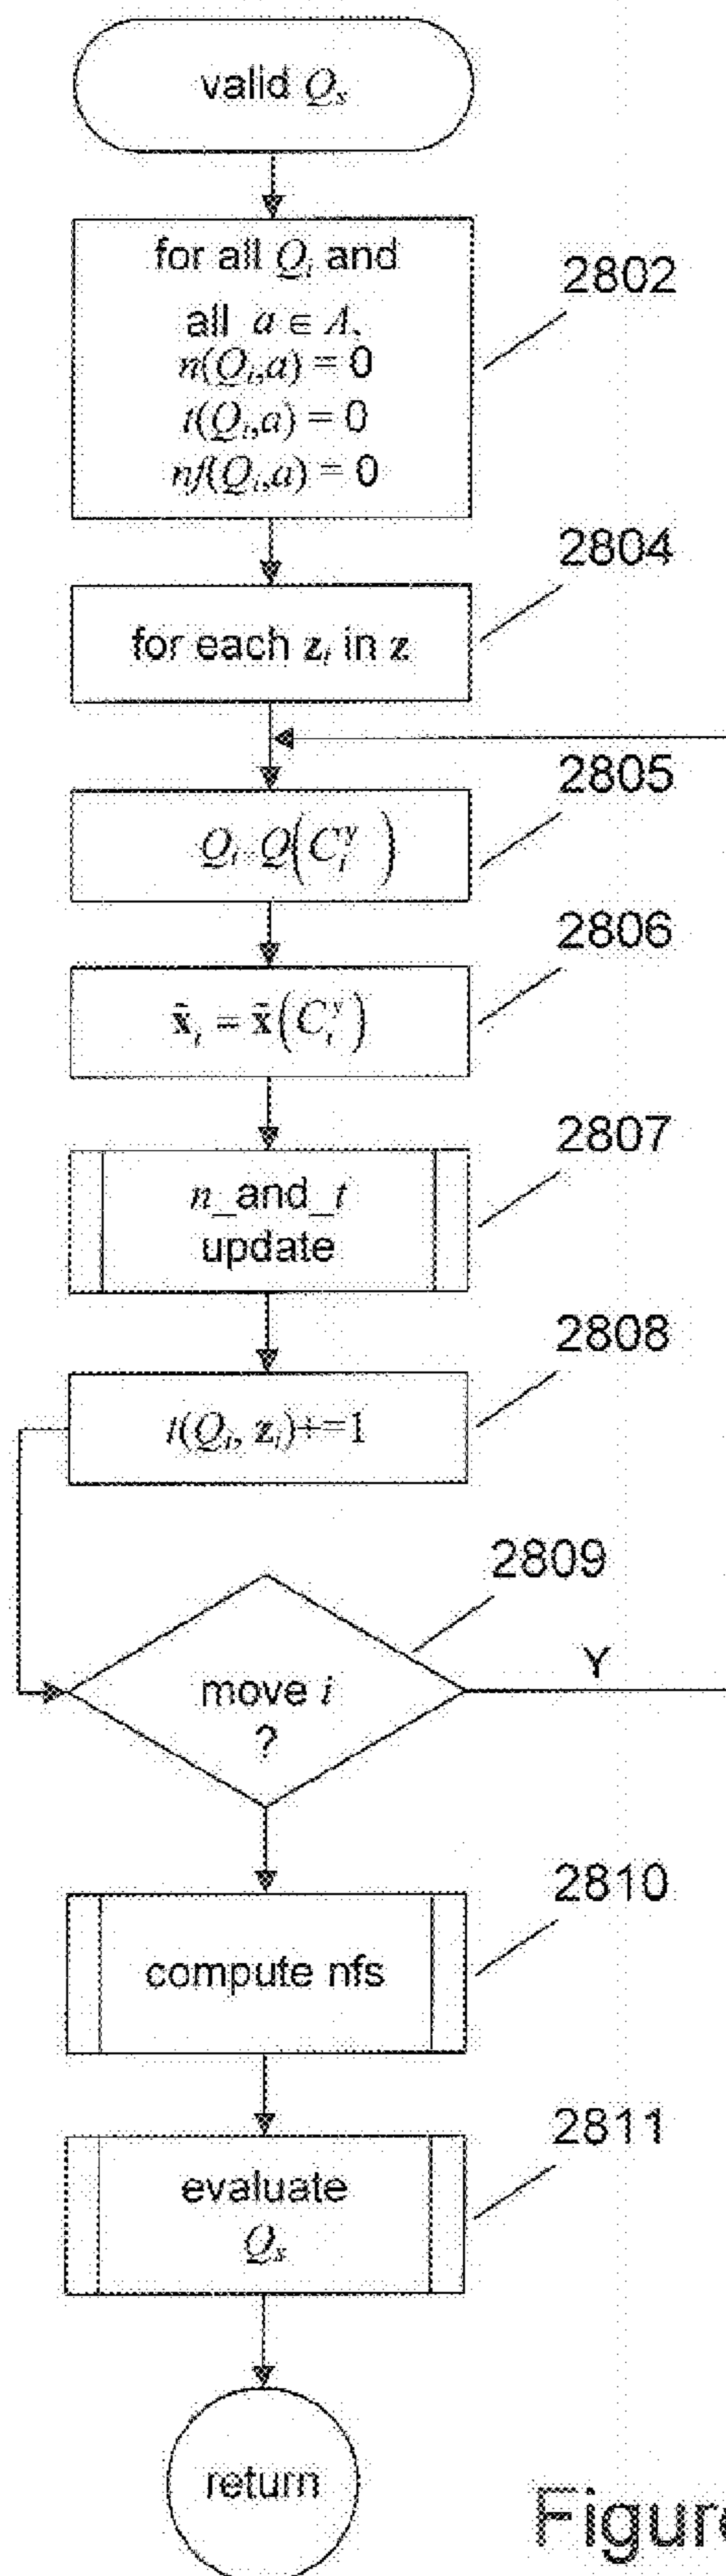 valid Qₛ
for all Qᵢ and
all a ∈ A,
n(Qᵢ,a) = 0
t(Qᵢ,a) = 0
nf(Qᵢ,a) = 0
2802
2804
for each zᵢ in z
2805
Qᵢ Q(Cᵢ
2806
x̃ᵢ = x̃(Cᵢʸ)
2807
n_and_t
update
2808
t(Qᵢ, zᵢ)+=1
2809
move i
?
Y
2810
compute nfs
2811
evaluate
Qₛ
return
Figure